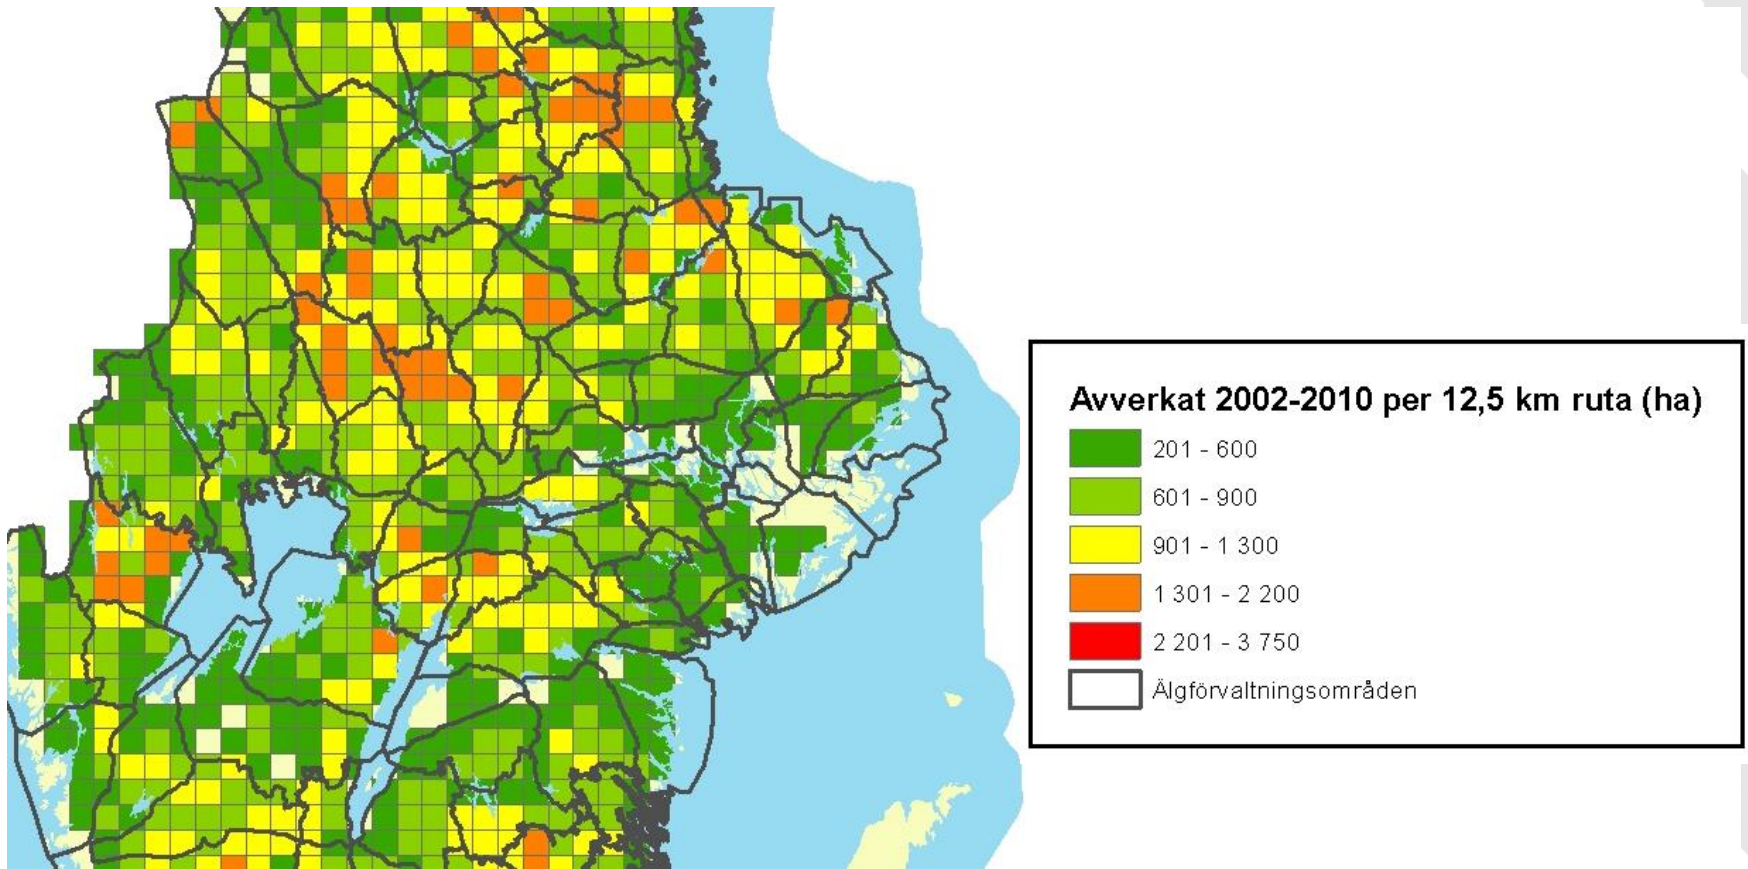 Avverkat 2002-2010 per 12,5 km ruta (ha)
201 - 600
601 - 900
901 - 1 300
1 301 - 2 200
2 201 - 3 750
Älgförvaltningsområden